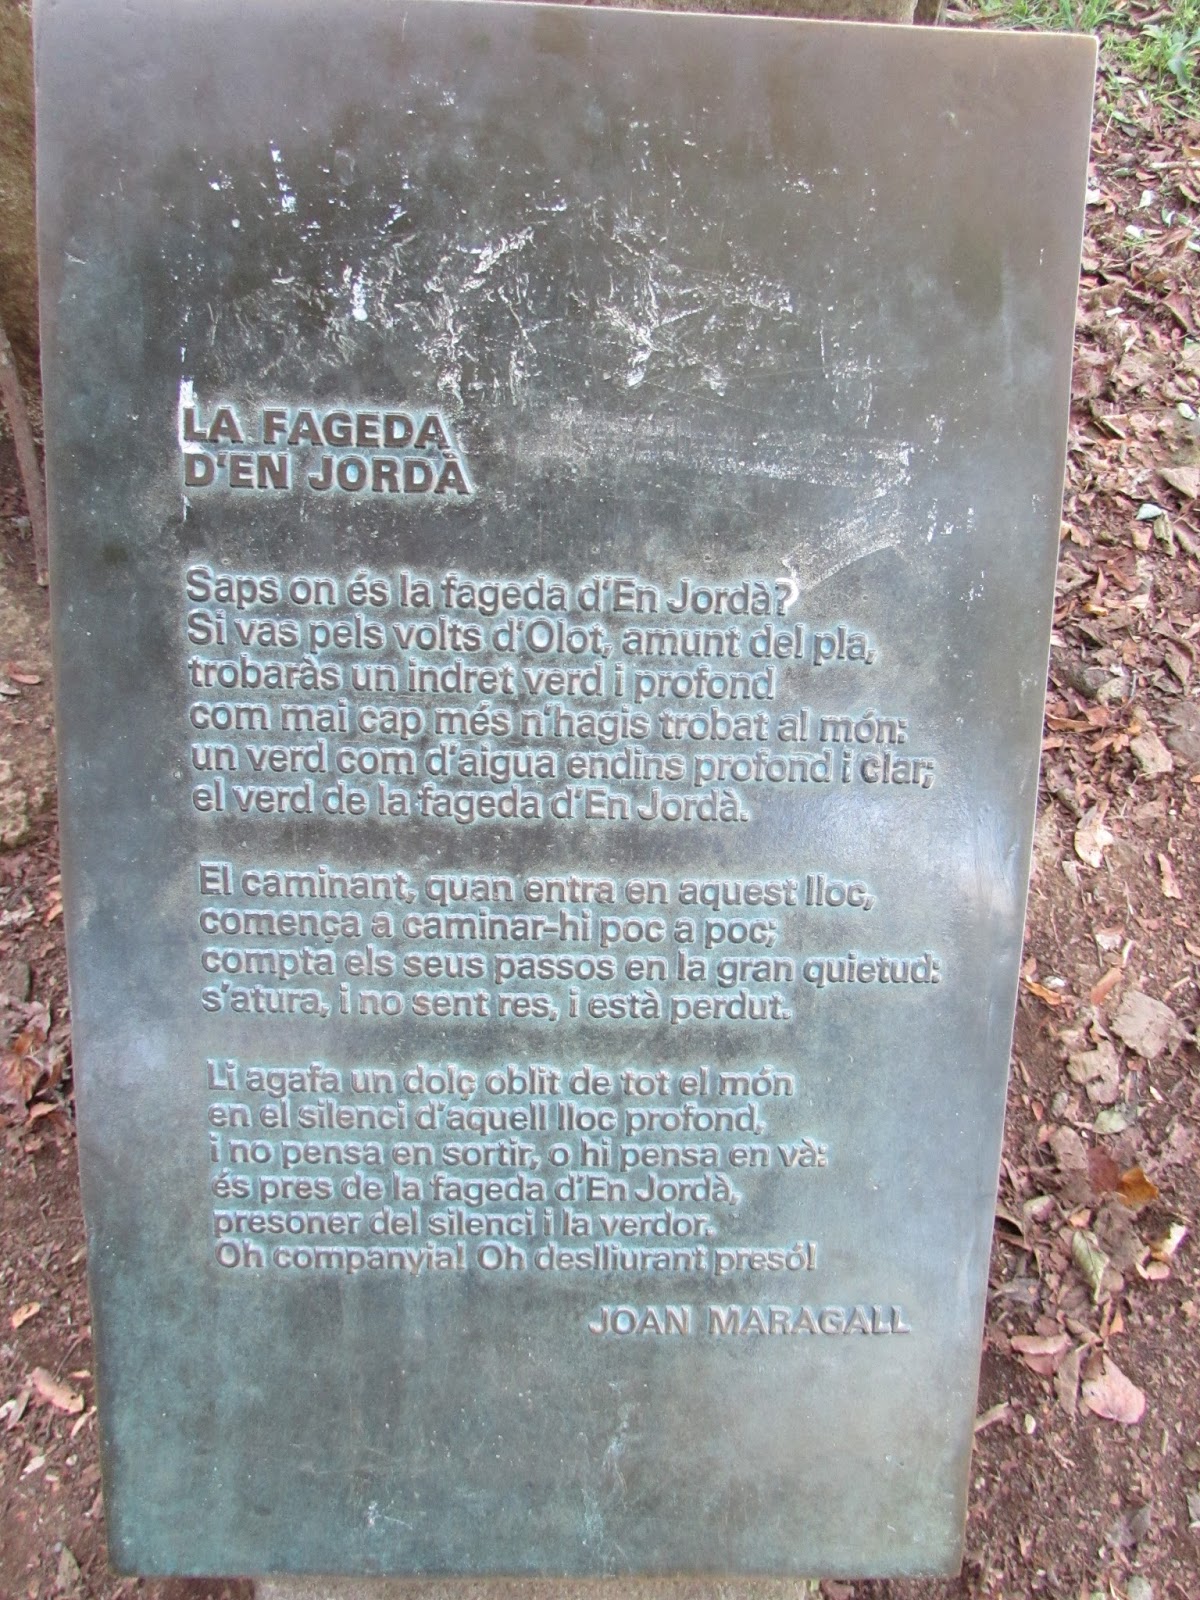 LA FAGEDA
D'EN JORDÀ
Saps on és la fageda d'En Jordà?
Si vas pels volts d'Olot, amunt del pla,
trobaràs un indret verd i profond
com mai cap més n'hagis trobat al món:
un verd com d'aigua endins profond i clar;
el verd de la fageda d'En Jordà.
El caminant, quan entra en aquest lloc,
comença a caminar-hi poc a poc;
compta els seus passos en la gran quietud:
s'atura, i no sent res, i està perdut.
Li agafa un dolç oblit de tot el món
en el silenci d'aquell lloc profond,
i no pensa en sortir, o hi pensa en và:
és pres de la fageda d'En Jordà,
presoner del silenci i la verdor.
Oh companyia! Oh deslliurant presó!
JOAN MARAGALL